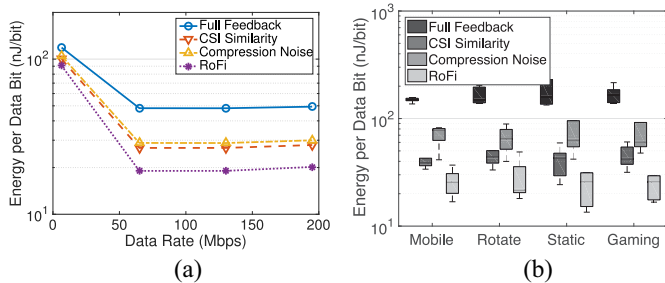 Energy per Data Bit (nJ/bit)
10^2
10^1
0
50
100
150
200
Data Rate (Mbps)
Full Feedback
CSI Similarity
Compression Noise
RoFi
(a)
Energy per Data Bit (nJ/bit)
10^3
10^2
10^1
Mobile
Rotate
Static
Gaming
Full Feedback
CSI Similarity
Compression Noise
RoFi
(b)